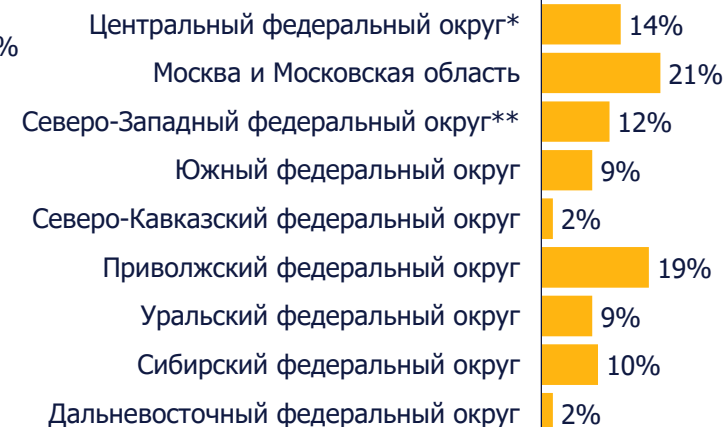 Центральный федеральный округ* 14%
%
Москва и Московская область 21%
Северо-Западный федеральный округ** 12%
Южный федеральный округ 9%
Северо-Кавказский федеральный округ 2%
Приволжский федеральный округ 19%
Уральский федеральный округ 9%
Сибирский федеральный округ 10%
Дальневосточный федеральный округ 2%